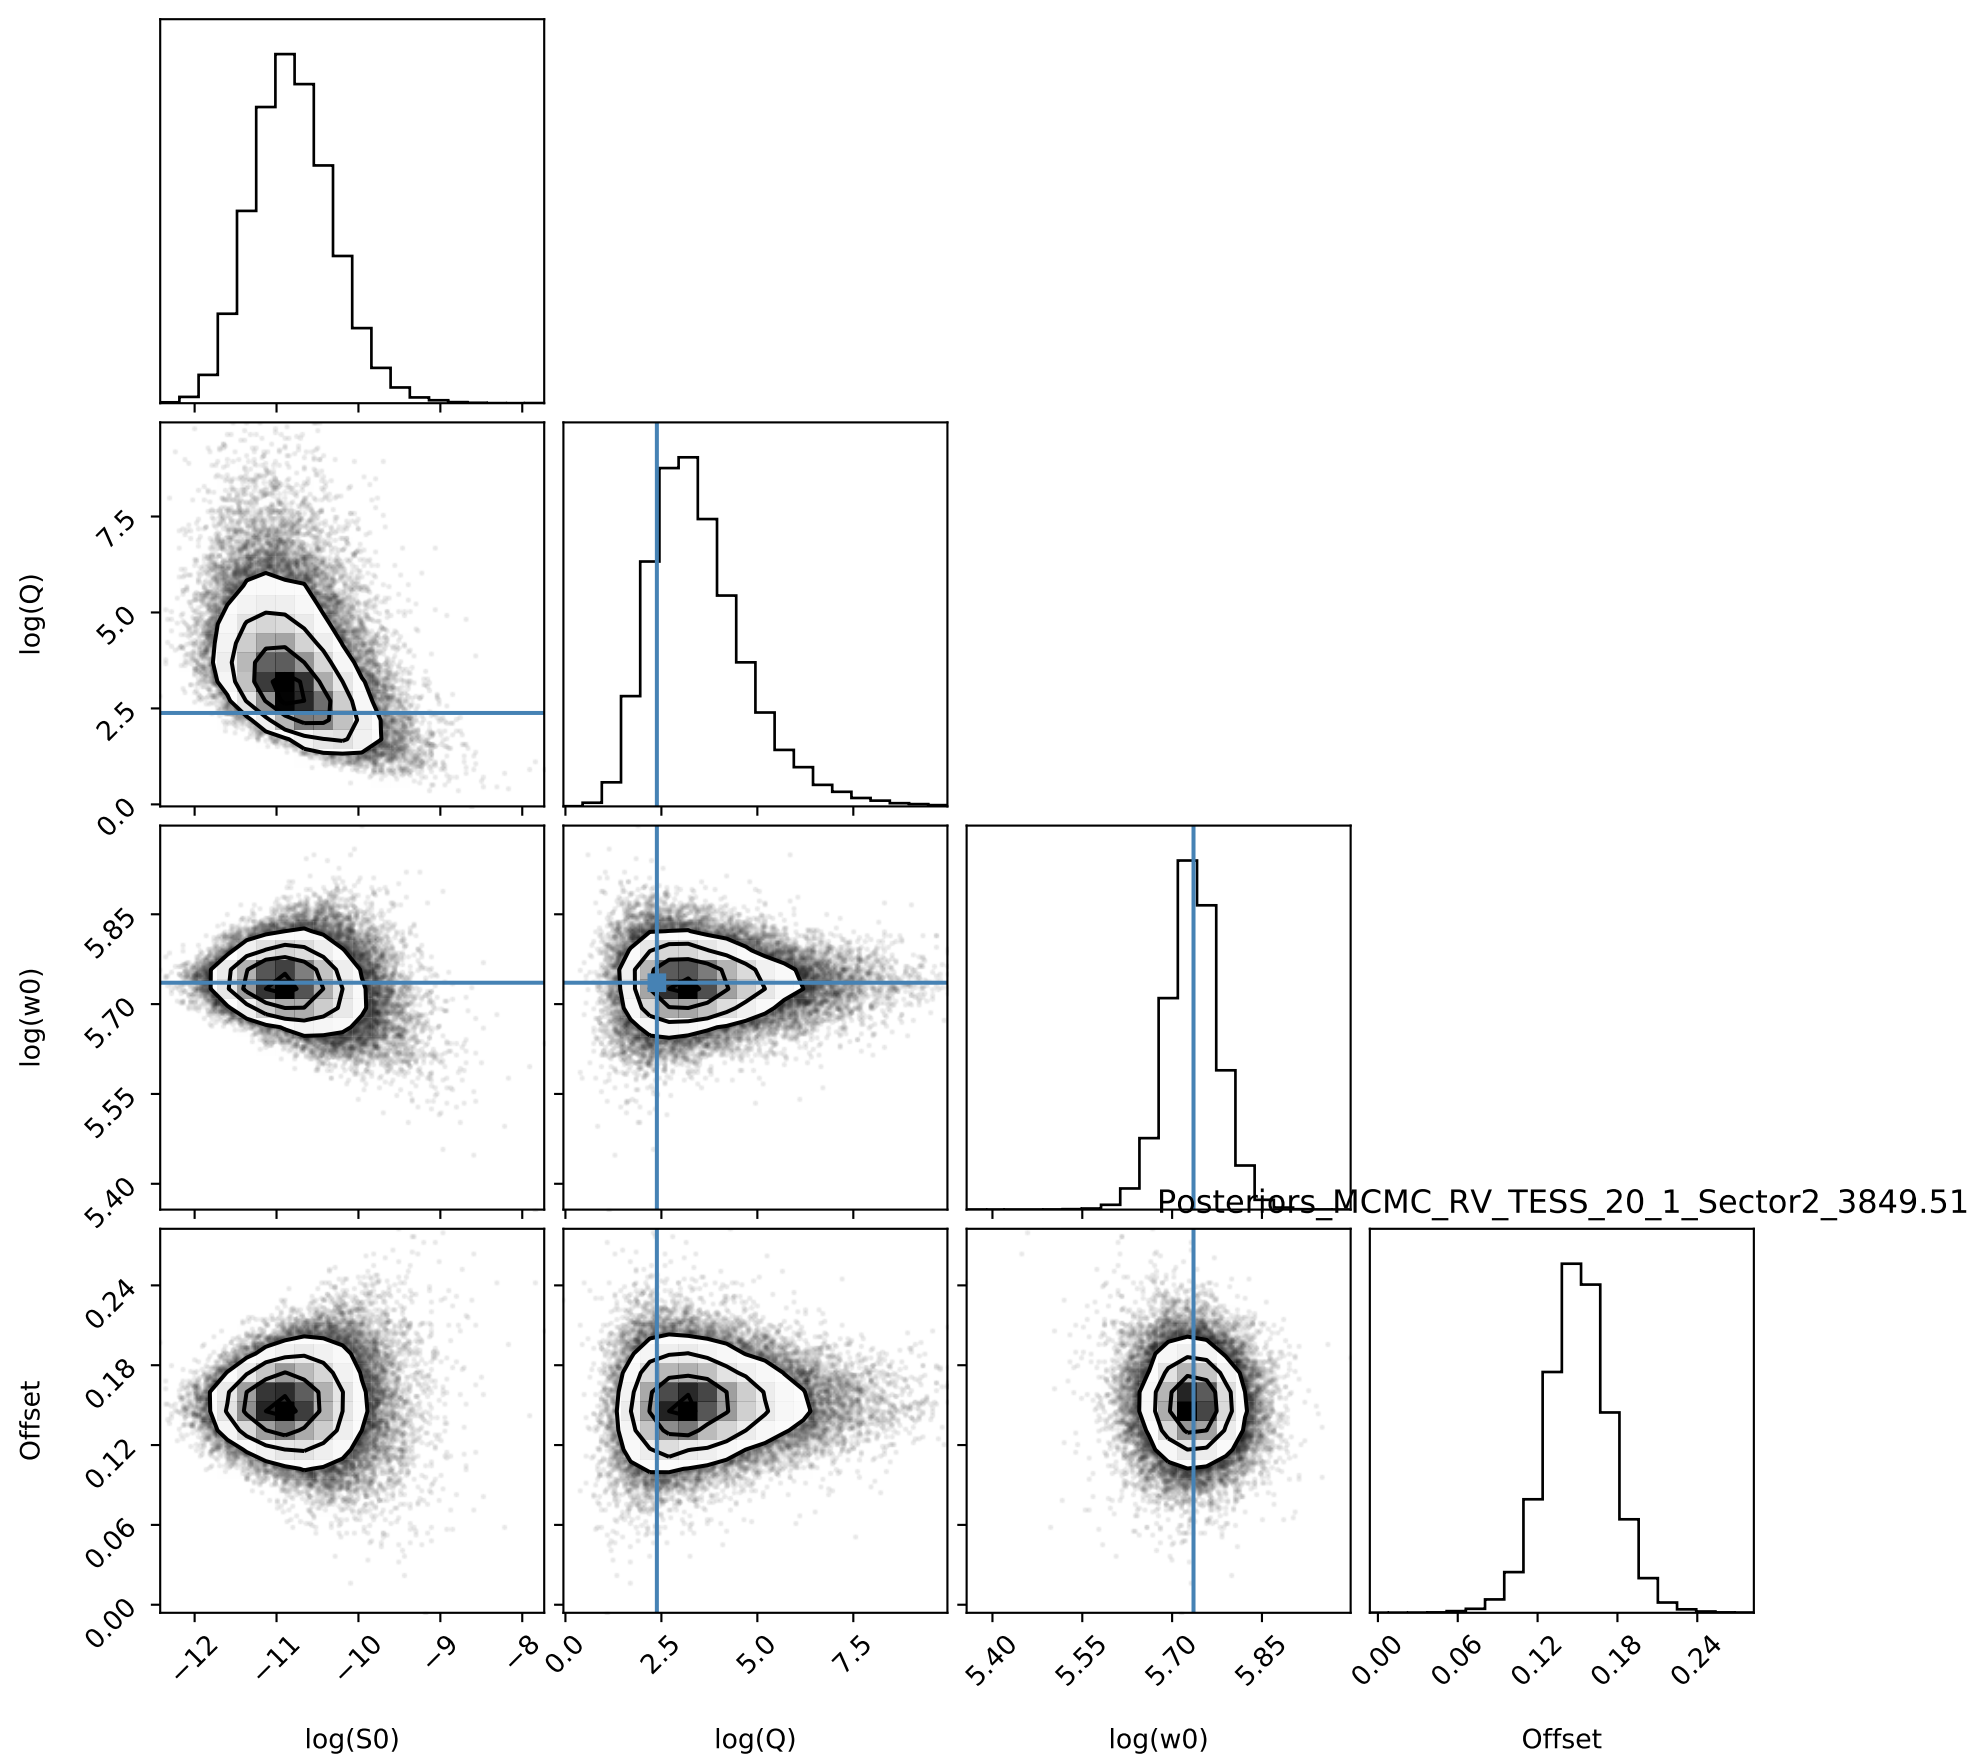 log(Q)
7.5
5.0
2.5
0.0
log(w0)
5.85
5.70
5.55
5.40
Posteriors_MCMC_RV_TESS_20_1_Sector2_3849.51
Offset
0.24
0.18
0.12
0.06
0.00
−12 −11 −10 −9 −8 0.0 2.5 5.0 7.5 5.40 5.55 5.70 5.85 0.00 0.06 0.12 0.18 0.24
log(S0) log(Q) log(w0) Offset